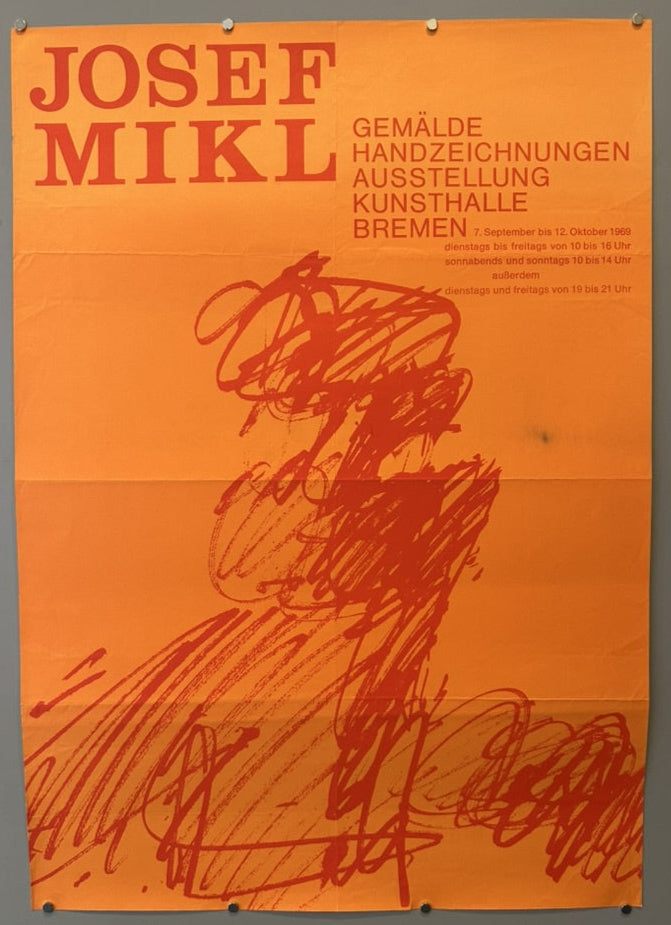 JOSEF
MIKL
GEMÄLDE
HANDZEICHNUNGEN
AUSSTELLUNG
KUNSTHALLE
BREMEN 7. September bis 12. Oktober 1969
dienstags bis freitags von 10 bis 16 Uhr
sonnabends und sonntags 10 bis 14 Uhr
außerdem
dienstags und freitags von 19 bis 21 Uhr